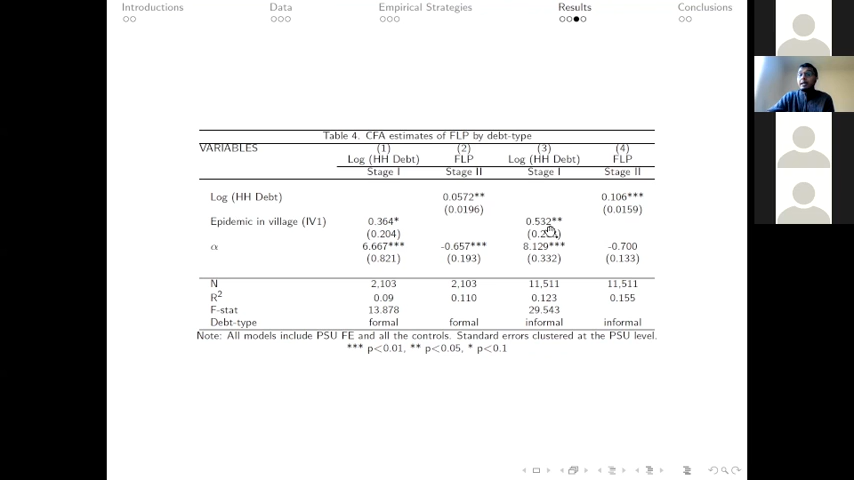 Introductions Data Empirical Strategies Results Conclusions
Table 4. CFA estimates of FLP by debt-type
VARIABLES (1) (2) (3) (4)
Log (HH Debt) FLP Log (HH Debt) FLP
Stage I Stage II Stage I Stage II
Log (HH Debt) 0.0572** 0.106***
(0.0196) (0.0159)
Epidemic in village (IV1) 0.364* 0.532**
(0.204)
α 6.667*** -0.657*** 8.129*** -0.700
(0.821) (0.193) (0.332) (0.133)
N 2,103 2,103 11,511 11,511
R2 0.09 0.110 0.123 0.155
F-stat 13.878 29.543
Debt-type formal formal informal informal
Note: All models include PSU FE and all the controls. Standard errors clustered at the PSU level.
*** p<0.01, ** p<0.05, * p<0.1